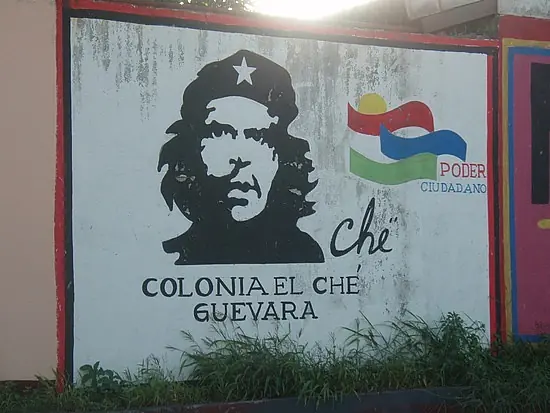 PODER
CIUDADANO
Ché
COLONIA EL CHÉ
GUEVARA